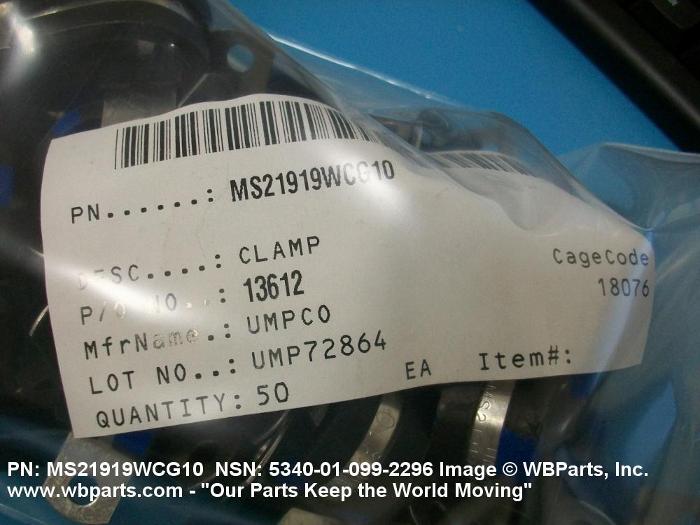 PN......: MS21919WCG10
DESC....: CLAMP
P/O NO..: 13612
CageCode
18076
MfrName.: UMPCO
LOT NO..: UMP72864
QUANTITY: 50 EA Item#:
PN: MS21919WCG10 NSN: 5340-01-099-2296 Image © WBParts, Inc.
www.wbparts.com - "Our Parts Keep the World Moving"